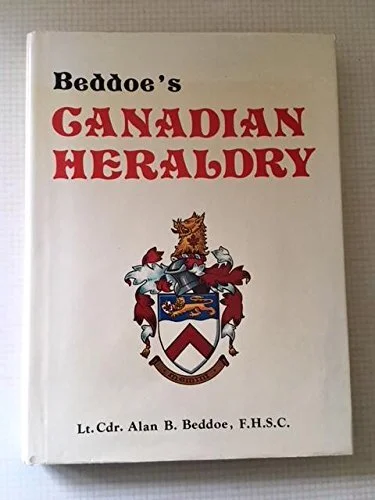 Beddoe's
CANADIAN
HERALDRY
Lt. Cdr. Alan B. Beddoe, F.H.S.C.